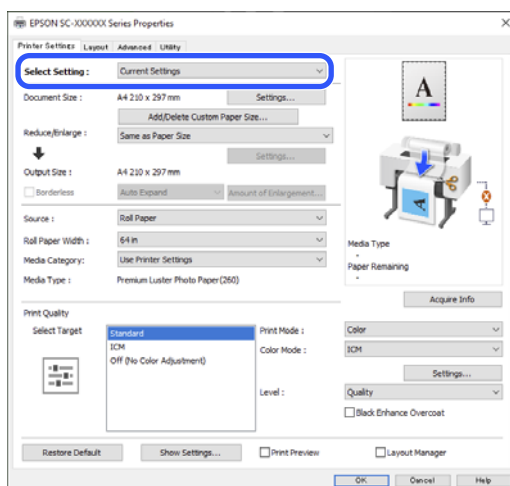 EPSON SC-XXXXXX Series Properties
Printer Settings Layout Advanced Utility
Select Setting : Current Settings
Document Size : A4 210 x 297 mm Settings...
Add/Delete Custom Paper Size...
Reduce/Enlarge : Same as Paper Size
Settings...
Output Size : A4 210 x 297 mm
Borderless Auto Expand Amount of Enlargement...
Source : Roll Paper
Roll Paper Width : 64 in
Media Category: Use Printer Settings
Media Type : Premium Luster Photo Paper(260)
A
A
Media Type
-
Paper Remaining
-
Acquire Info
Print Quality
Select Target
Standard
ICM
Off (No Color Adjustment)
Print Mode : Color
Color Mode : ICM
Settings...
Level : Quality
Black Enhance Overcoat
Restore Default Show Settings... Print Preview Layout Manager
OK Cancel Help